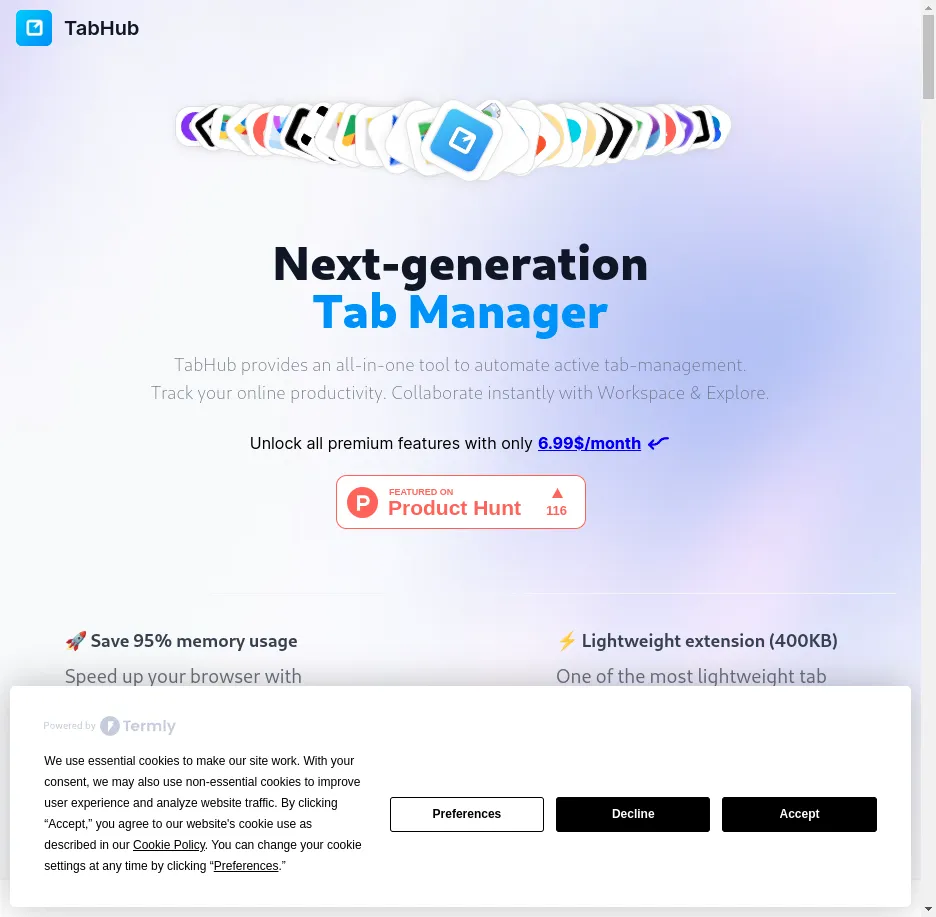 TabHub
Next-generation
Tab Manager
TabHub provides an all-in-one tool to automate active tab-management.
Track your online productivity. Collaborate instantly with Workspace & Explore.
Unlock all premium features with only 6.99$/month
FEATURED ON
Product Hunt
116
🚀 Save 95% memory usage
Speed up your browser with
⚡ Lightweight extension (400KB)
One of the most lightweight tab
Powered by Termly
We use essential cookies to make our site work. With your
consent, we may also use non-essential cookies to improve
user experience and analyze website traffic. By clicking
“Accept,” you agree to our website's cookie use as
described in our Cookie Policy. You can change your cookie
settings at any time by clicking “Preferences.”
Preferences
Decline
Accept